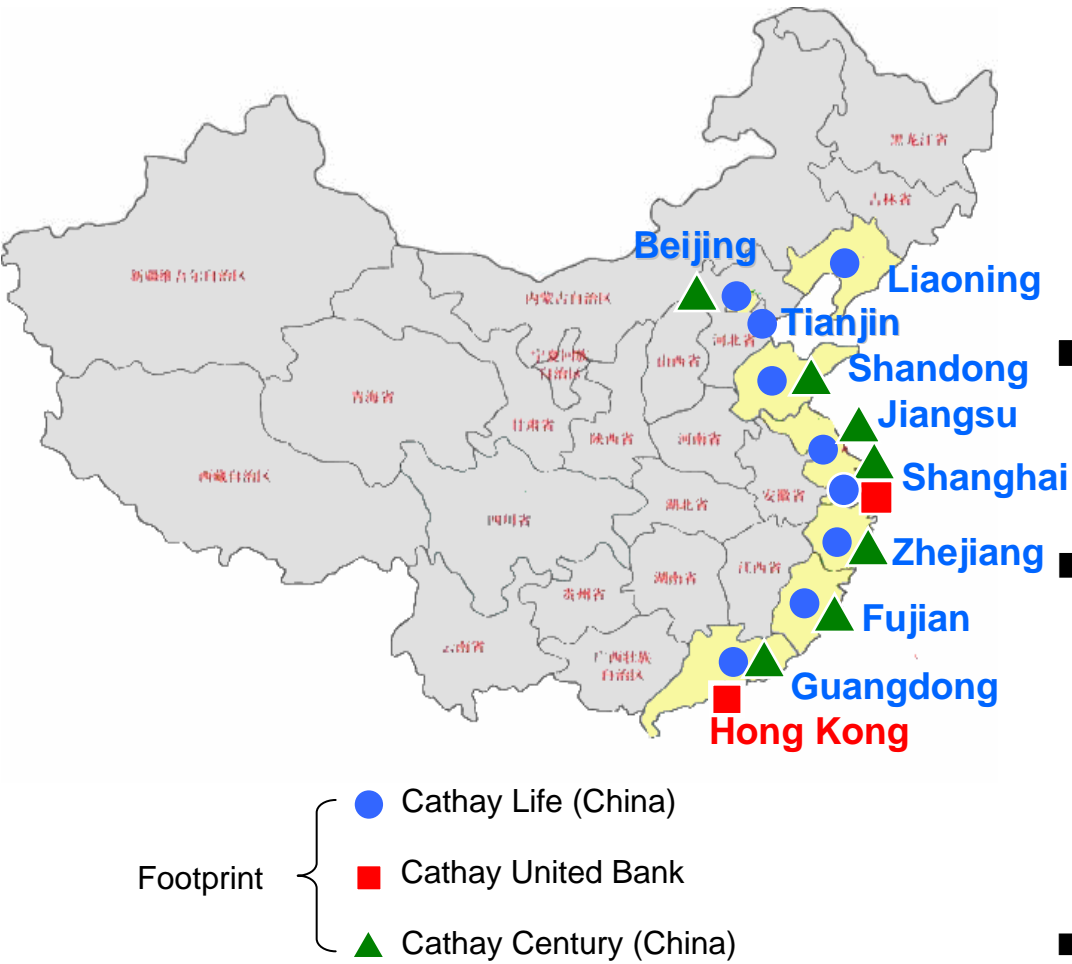 黑龙江省
吉林省
Beijing
新疆维吾尔自治区
Liaoning
内蒙古自治区
Tianjin
河北省
宁夏回族
自治区
山西省
Shandong
青海省
Jiangsu
甘肃省
陕西省
河南省
西藏自治区
Shanghai
安徽省
湖北省
四川省
Zhejiang
江西省
湖南省
贵州省
Fujian
云南省
广西壮族
自治区
Guangdong
Hong Kong
Cathay Life (China)
Footprint
Cathay United Bank
Cathay Century (China)